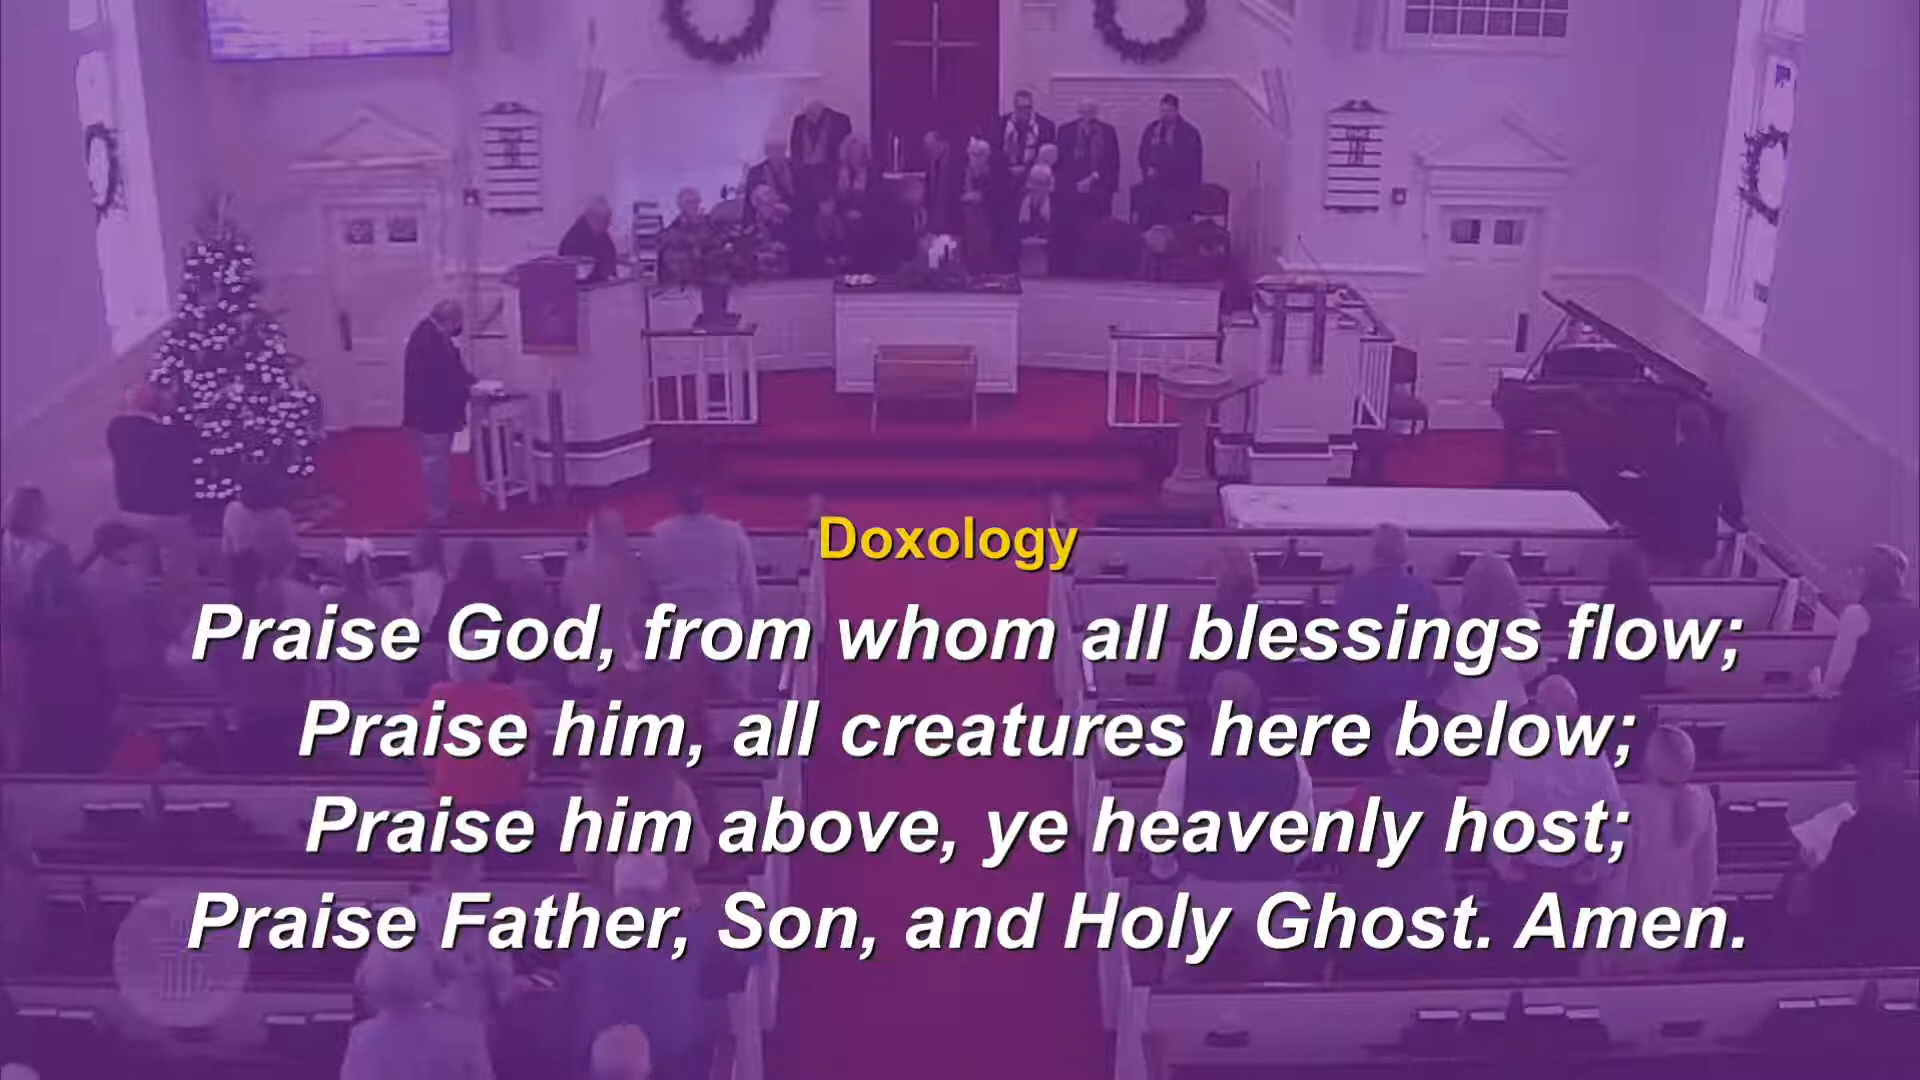 Doxology
Praise God, from whom all blessings flow;
Praise him, all creatures here below;
Praise him above, ye heavenly host;
Praise Father, Son, and Holy Ghost. Amen.